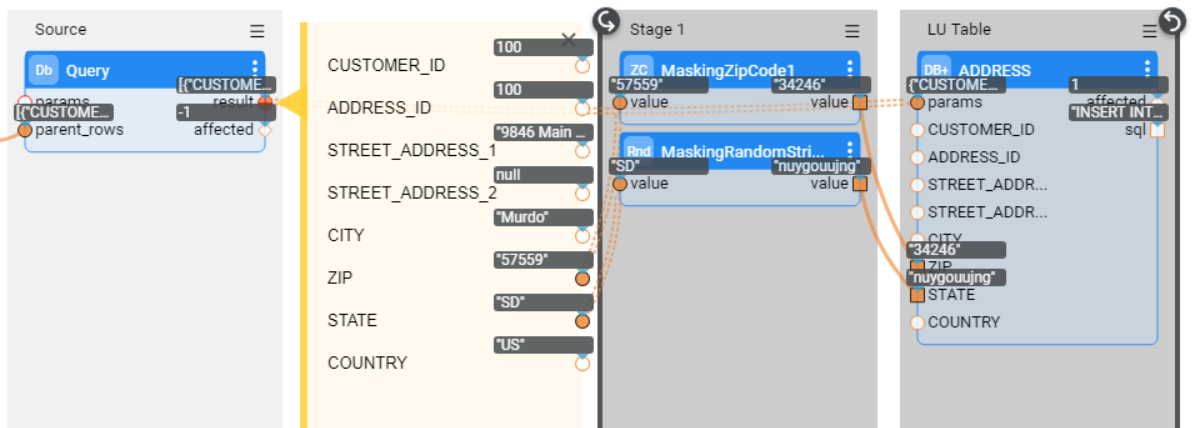 Source
Db Query
[{"CUSTOME...
params
result
[{"CUSTOME...
-1
parent_rows
affected
100
CUSTOMER_ID
100
ADDRESS_ID
"9846 Main ...
STREET_ADDRESS_1
null
STREET_ADDRESS_2
"Murdo"
CITY
"57559"
ZIP
"SD"
STATE
"US"
COUNTRY
Stage 1
ZC MaskingZipCode1
"57559"
"34246"
value
value
Rnd MaskingRandomStri...
"SD"
"nuygouujng"
value
value
LU Table
DB+ ADDRESS
{"CUSTOME...
1
params
affected
"INSERT INT...
CUSTOMER_ID
sql
ADDRESS_ID
STREET_ADDR...
STREET_ADDR...
CITY
"34246"
ZIP
"nuygouujng"
STATE
COUNTRY